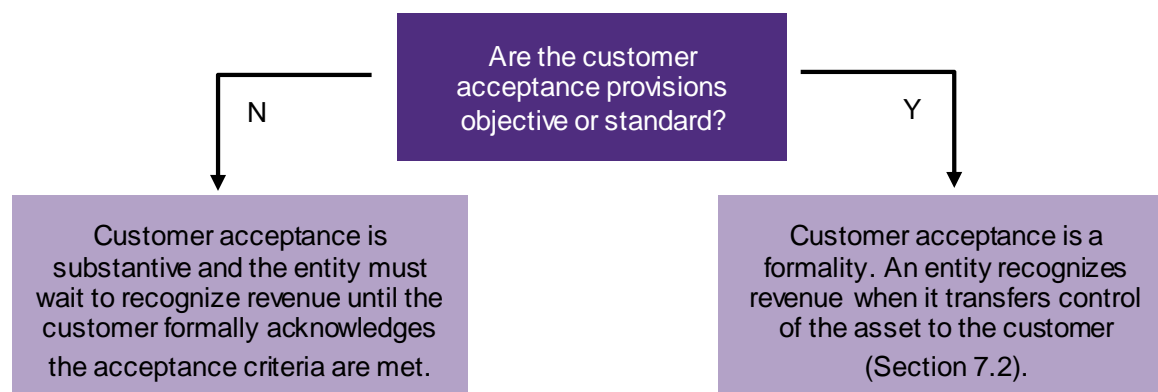 Are the customer
acceptance provisions
objective or standard?
N
Y
Customer acceptance is
substantive and the entity must
wait to recognize revenue until the
customer formally acknowledges
the acceptance criteria are met.
Customer acceptance is a
formality. An entity recognizes
revenue when it transfers control
of the asset to the customer
(Section 7.2).